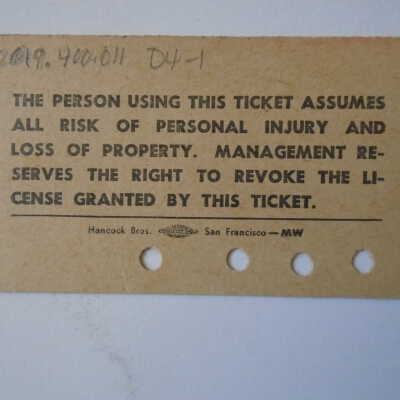 2019.400.011 D4-1
THE PERSON USING THIS TICKET ASSUMES
ALL RISK OF PERSONAL INJURY AND
LOSS OF PROPERTY. MANAGEMENT RE-
SERVES THE RIGHT TO REVOKE THE LI-
CENSE GRANTED BY THIS TICKET.
Hancock Bros. San Francisco — MW